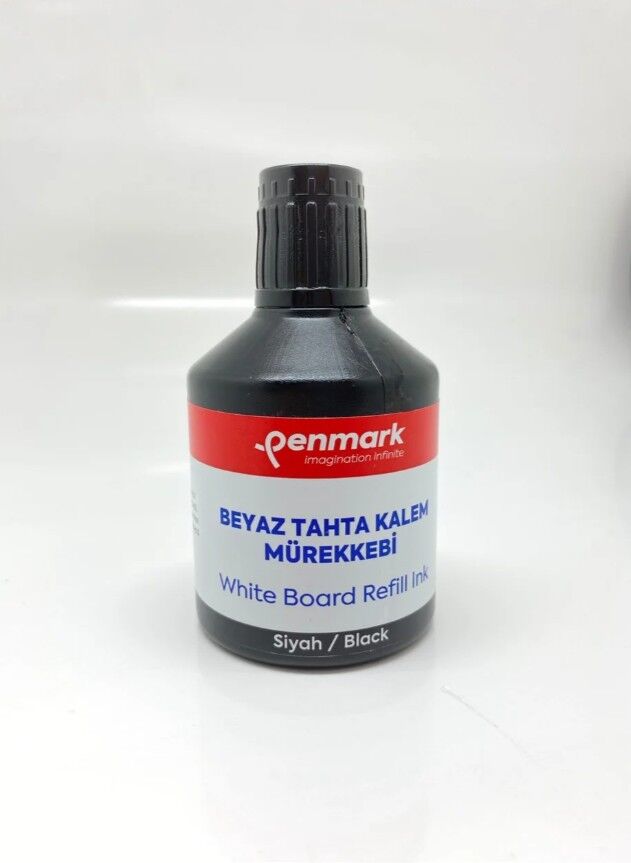 Penmark
imagination infinite
BEYAZ TAHTA KALEM
MÜREKKEBİ
White Board Refill Ink
Siyah / Black